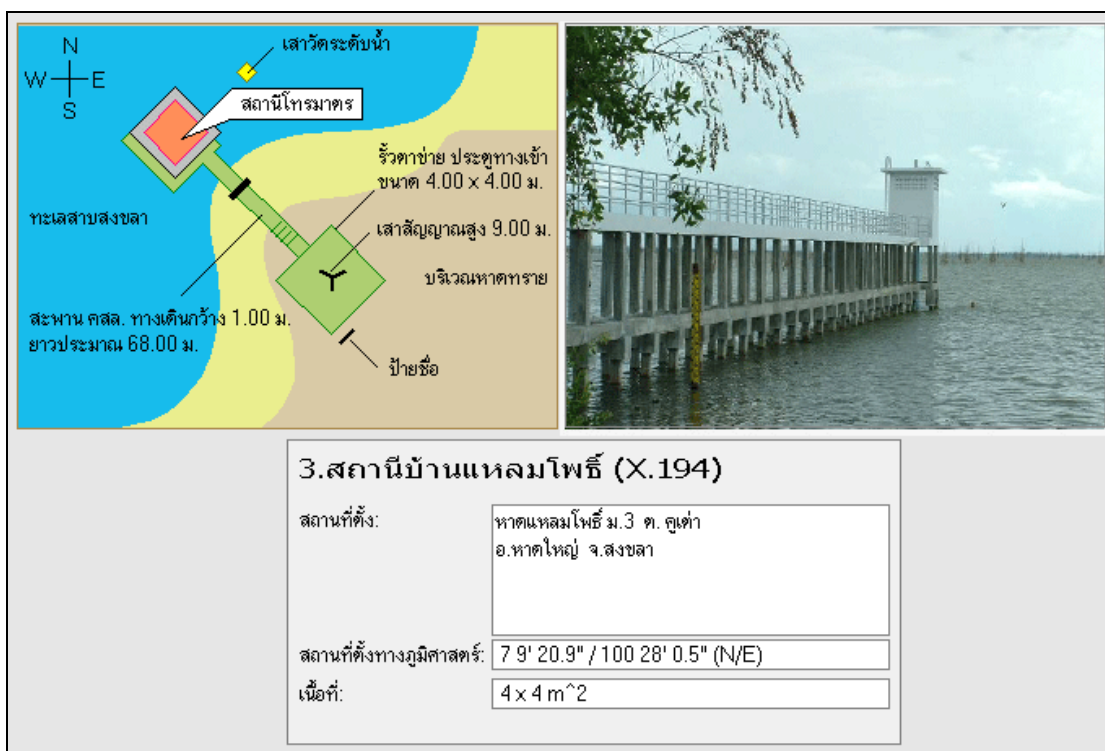 N
W E
S
เสาวัดระดับน้ำ
สถานีโทรมาตร
รั้วตาข่าย ประตูทางเข้า
ขนาด 4.00 x 4.00 ม.
ทะเลสาบสงขลา
เสาสัญญาณสูง 9.00 ม.
บริเวณหาดทราย
สะพาน คสล. ทางเดินกว้าง 1.00 ม.
ยาวประมาณ 68.00 ม.
ป้ายชื่อ
3.สถานีบ้านแหลมโพธิ์ (X.194)
สถานที่ตั้ง:
หาดแหลมโพธิ์ ม.3 ต. คูเต่า
อ.หาดใหญ่ จ.สงขลา
สถานที่ตั้งทางภูมิศาสตร์: 7 9' 20.9" / 100 28' 0.5" (N/E)
เนื้อที่: 4 x 4 m^2